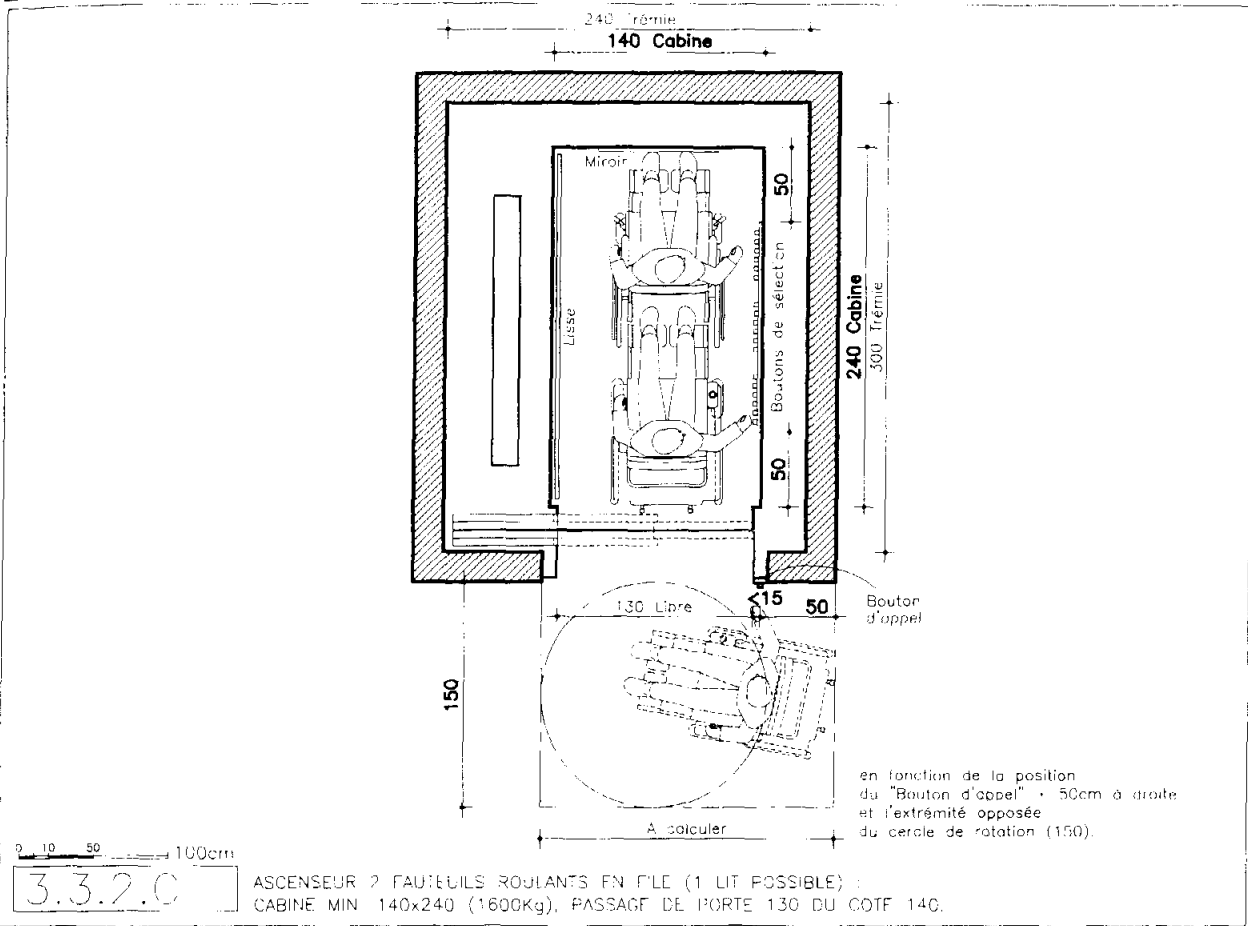 240 Trémie
140 Cabine
Miroir
50
Lisse
Boutons de sélection
240 Cabine
300 Trémie
50
130 Libre
<15
50
Bouton
d'appel
150
en fonction de la position
du "Bouton d'appel" + 50cm à droite
et l'extrémité opposée
du cercle de rotation (150).
A calculer
0 10 50 100cm
3.3.2.C
ASCENSEUR 2 FAUTEUILS ROULANTS EN FILE (1 LIT POSSIBLE) :
CABINE MIN 140x240 (1600Kg), PASSAGE DE PORTE 130 DU COTE 140.